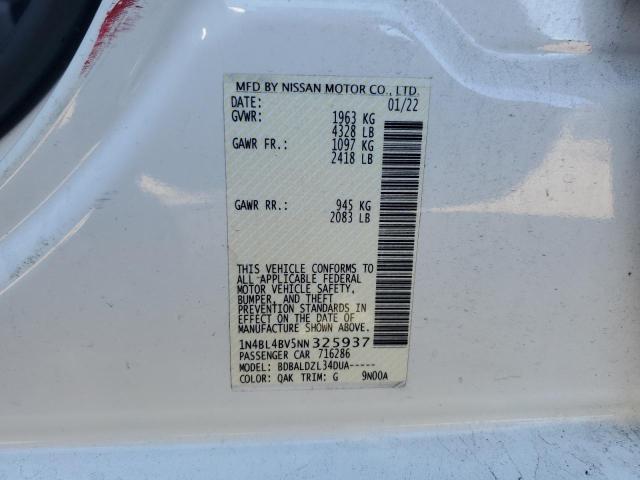 MFD BY NISSAN MOTOR CO., LTD.
DATE: 01/22
GVWR: 1963 KG
4328 LB
GAWR FR.: 1097 KG
2418 LB
GAWR RR.: 945 KG
2083 LB
THIS VEHICLE CONFORMS TO
ALL APPLICABLE FEDERAL
MOTOR VEHICLE SAFETY,
BUMPER, AND THEFT
PREVENTION STANDARDS IN
EFFECT ON THE DATE OF
MANUFACTURE SHOWN ABOVE.
1N4BL4BV5NN325937
PASSENGER CAR 716286
MODEL: BDBALDZL34DUA-----
COLOR: QAK TRIM: G 9N00A